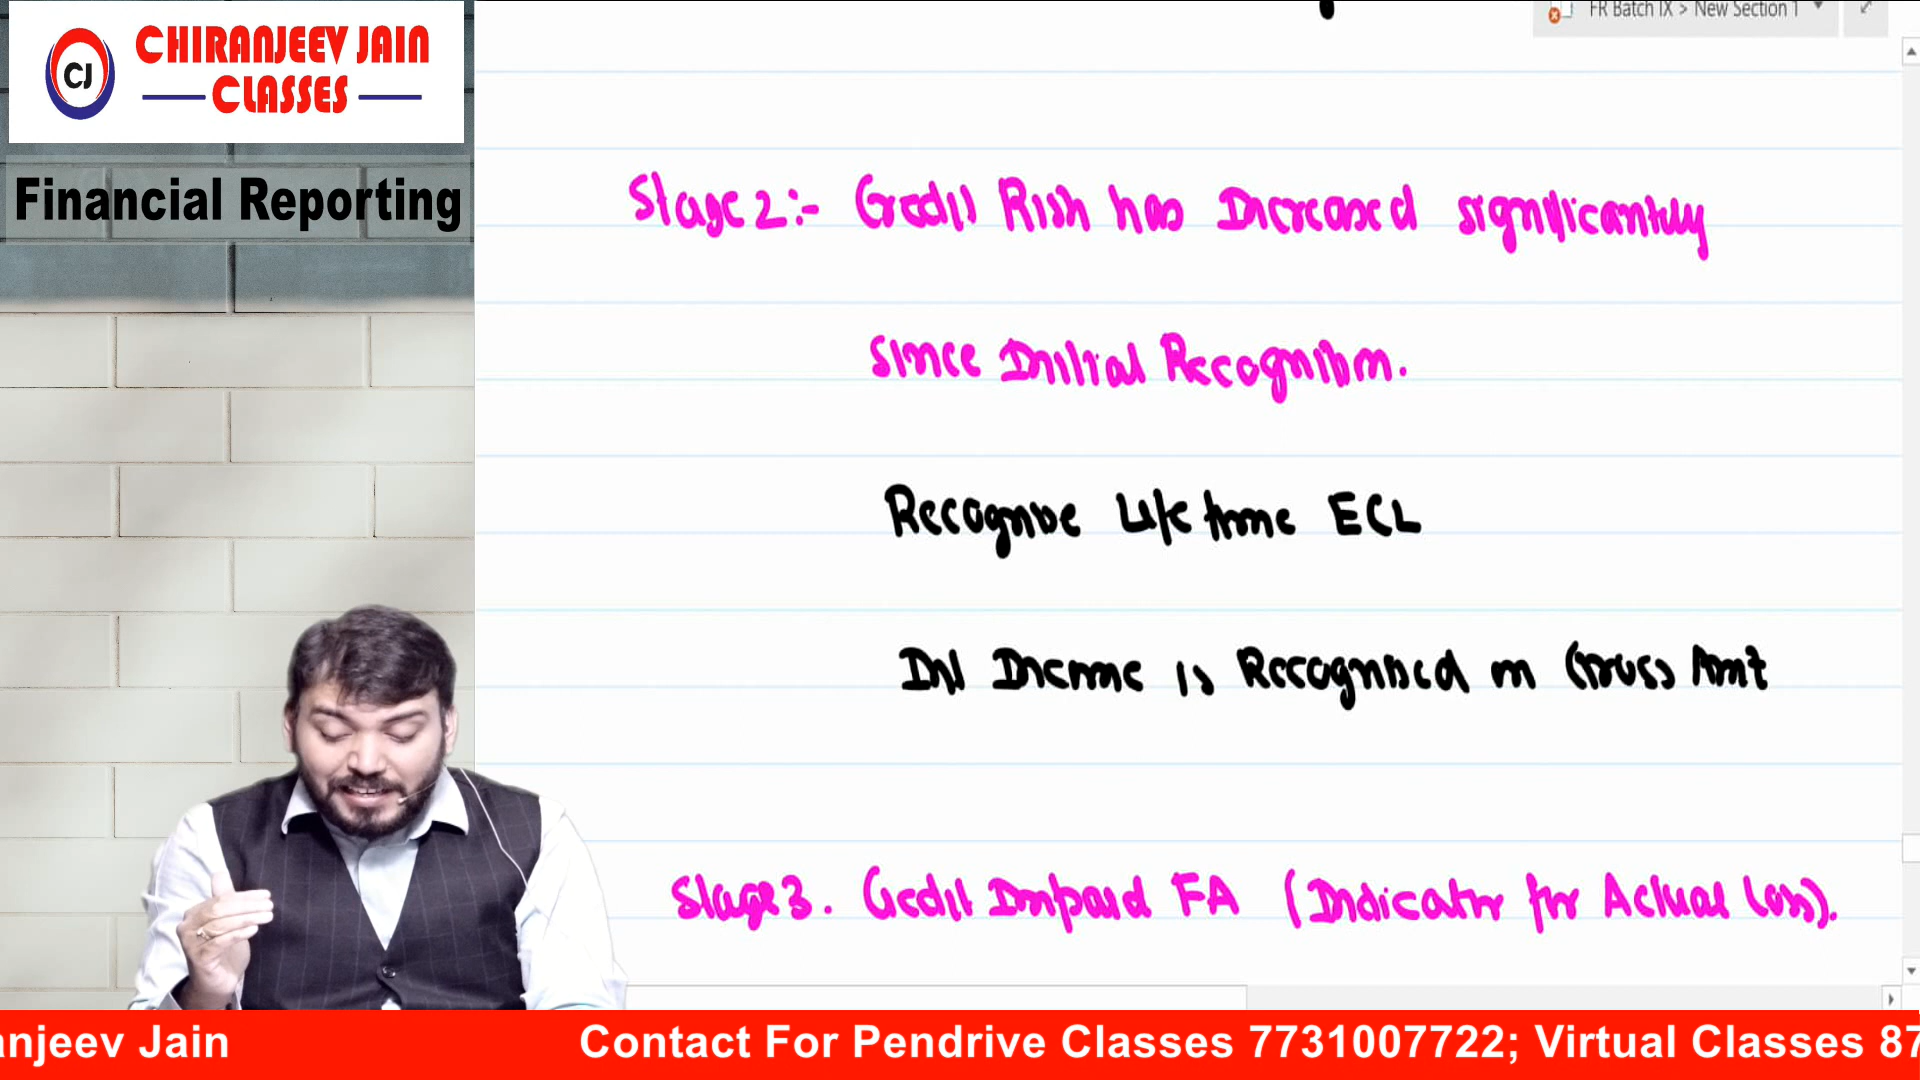 CHIRANJEEV JAIN
CLASSES
CJ
Financial Reporting
FR Batch IX > New Section 1
Stage 2:- Credit Risk has Increased significantly
since Initial Recognition.
Recognise Life time ECL
Int Income is Recognised on Gross Amt
Stage 3. Credit Impaired FA (Indicator for Actual Loss).
anjeev Jain
Contact For Pendrive Classes 7731007722; Virtual Classes 87